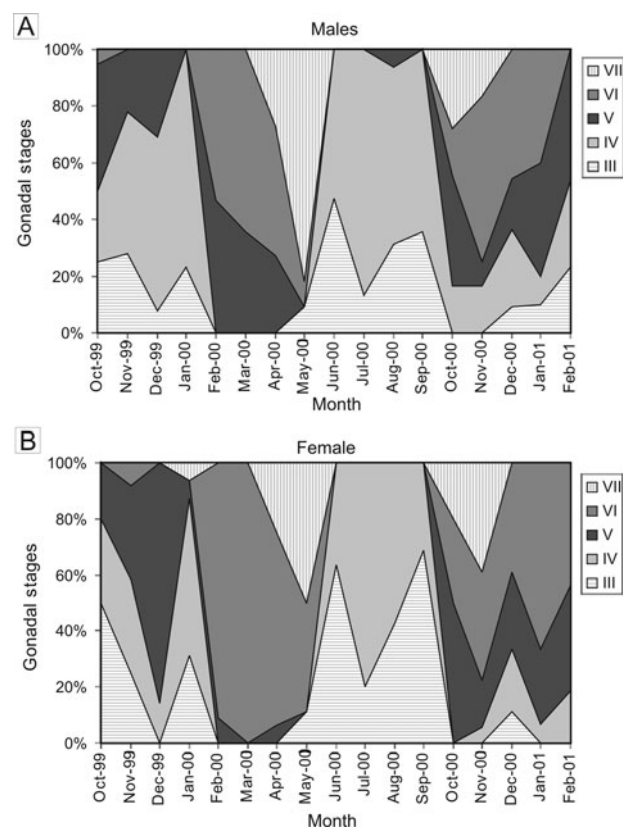 A
Males
100%
80%
60%
40%
20%
0%
Gonadal stages
Oct-99
Nov-99
Dec-99
Jan-00
Feb-00
Mar-00
Apr-00
May-00
Jun-00
Jul-00
Aug-00
Sep-00
Oct-00
Nov-00
Dec-00
Jan-01
Feb-01
Month
VII
VI
V
IV
III
B
Female
100%
80%
60%
40%
20%
0%
Gonadal stages
Oct-99
Nov-99
Dec-99
Jan-00
Feb-00
Mar-00
Apr-00
May-00
Jun-00
Jul-00
Aug-00
Sep-00
Oct-00
Nov-00
Dec-00
Jan-01
Feb-01
Month
VII
VI
V
IV
III